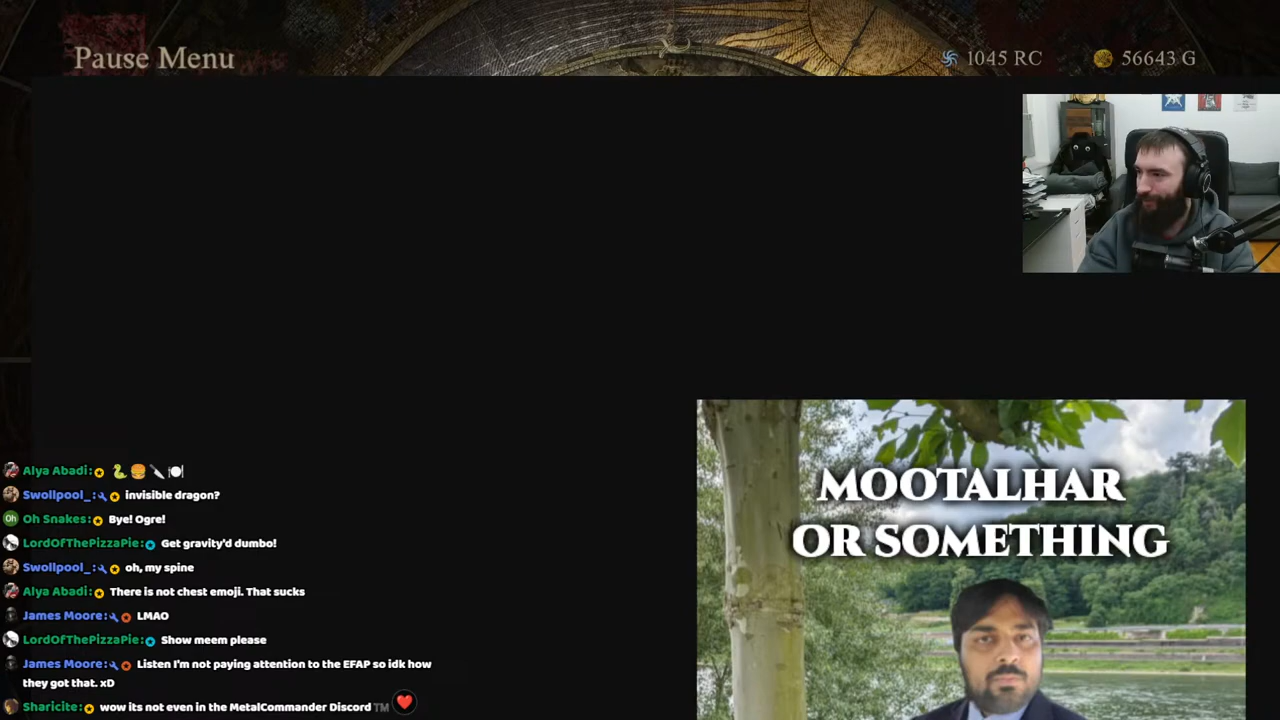 Pause Menu
1045 RC
56643 G
MOOTALHAR
OR SOMETHING
Alya Abadi: 🐍 🍔 🔪 🍽
Swollpool_: invisible dragon?
Oh Oh Snakes: Bye! Ogre!
LordOfThePizzaPie: Get gravity'd dumbo!
Swollpool_: oh, my spine
Alya Abadi: There is not chest emoji. That sucks
James Moore: LMAO
LordOfThePizzaPie: Show meem please
James Moore: Listen I'm not paying attention to the EFAP so idk how
they got that. xD
Sharicite: wow its not even in the MetalCommander Discord ™ ❤